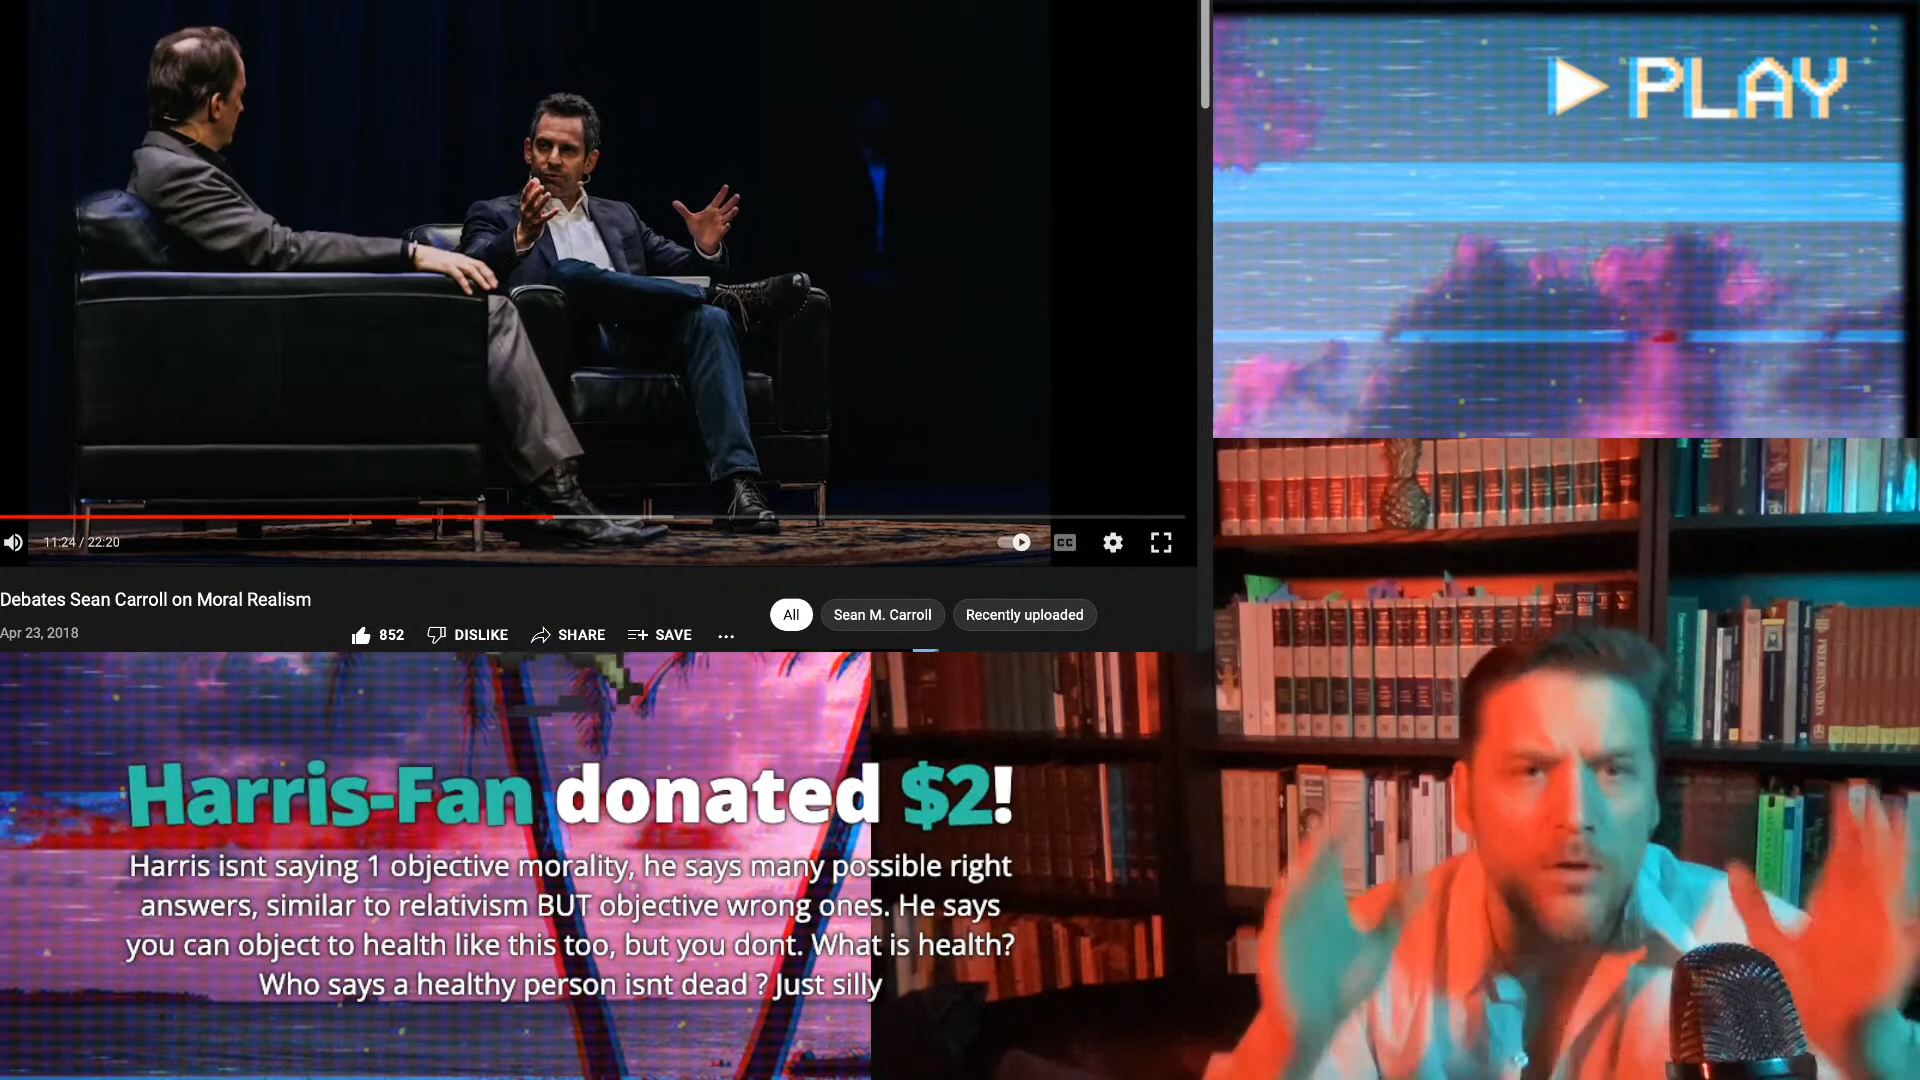 PLAY
11:24 / 22:20
CC
Debates Sean Carroll on Moral Realism
Apr 23, 2018
852
DISLIKE
SHARE
SAVE
...
All
Sean M. Carroll
Recently uploaded
Harris-Fan donated $2!
Harris isnt saying 1 objective morality, he says many possible right
answers, similar to relativism BUT objective wrong ones. He says
you can object to health like this too, but you dont. What is health?
Who says a healthy person isnt dead ? Just silly